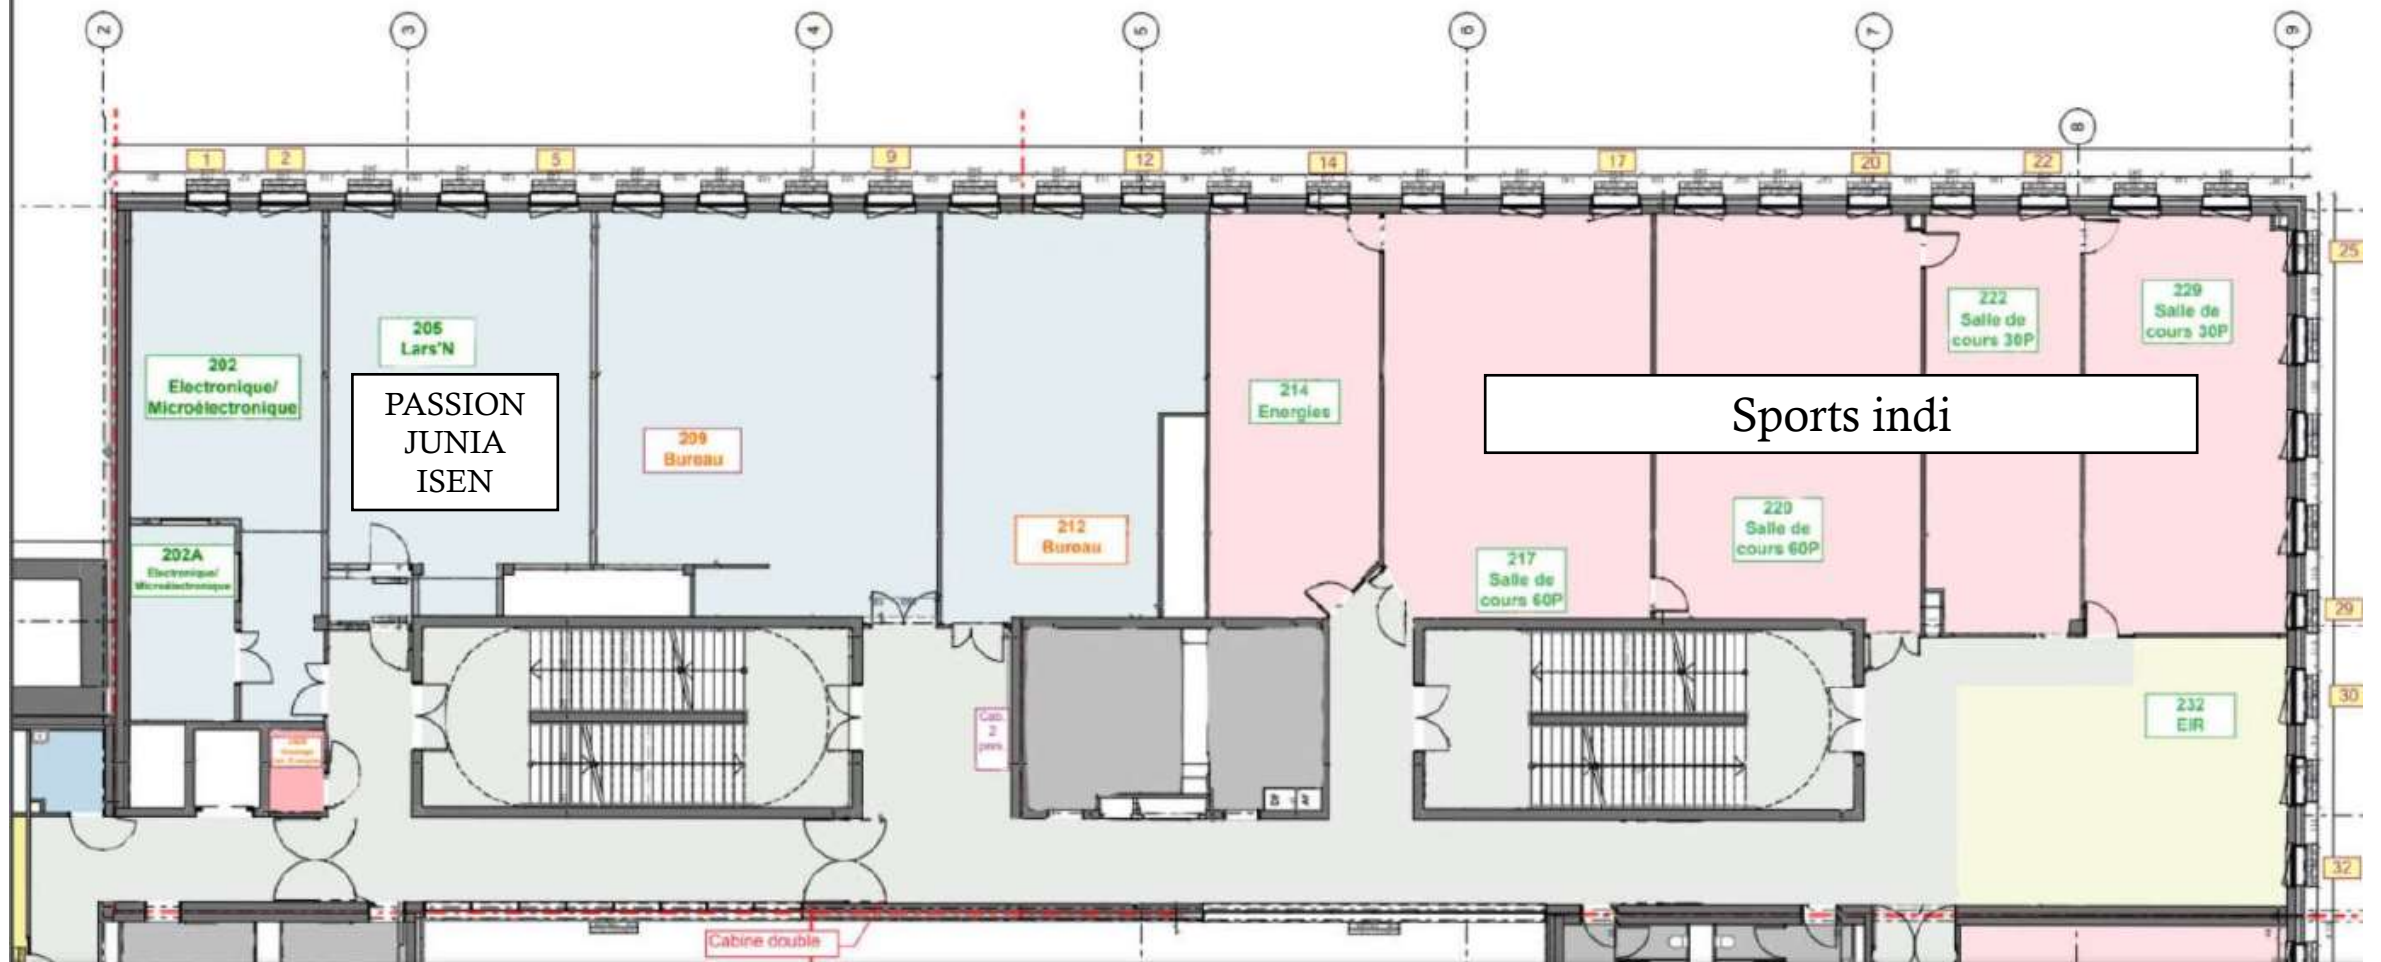 2
3
4
5
6
7
8
9
1
2
5
9
12
14
17
20
22
25
29
30
32
202
Electronique/
Microélectronique
202A
Electronique/
Microélectronique
205
Lars'N
PASSION
JUNIA
ISEN
209
Bureau
212
Bureau
214
Energies
Sports indi
217
Salle de
cours 60P
220
Salle de
cours 60P
222
Salle de
cours 30P
229
Salle de
cours 30P
232
EIR
Cab.
2
pers.
Cabine double